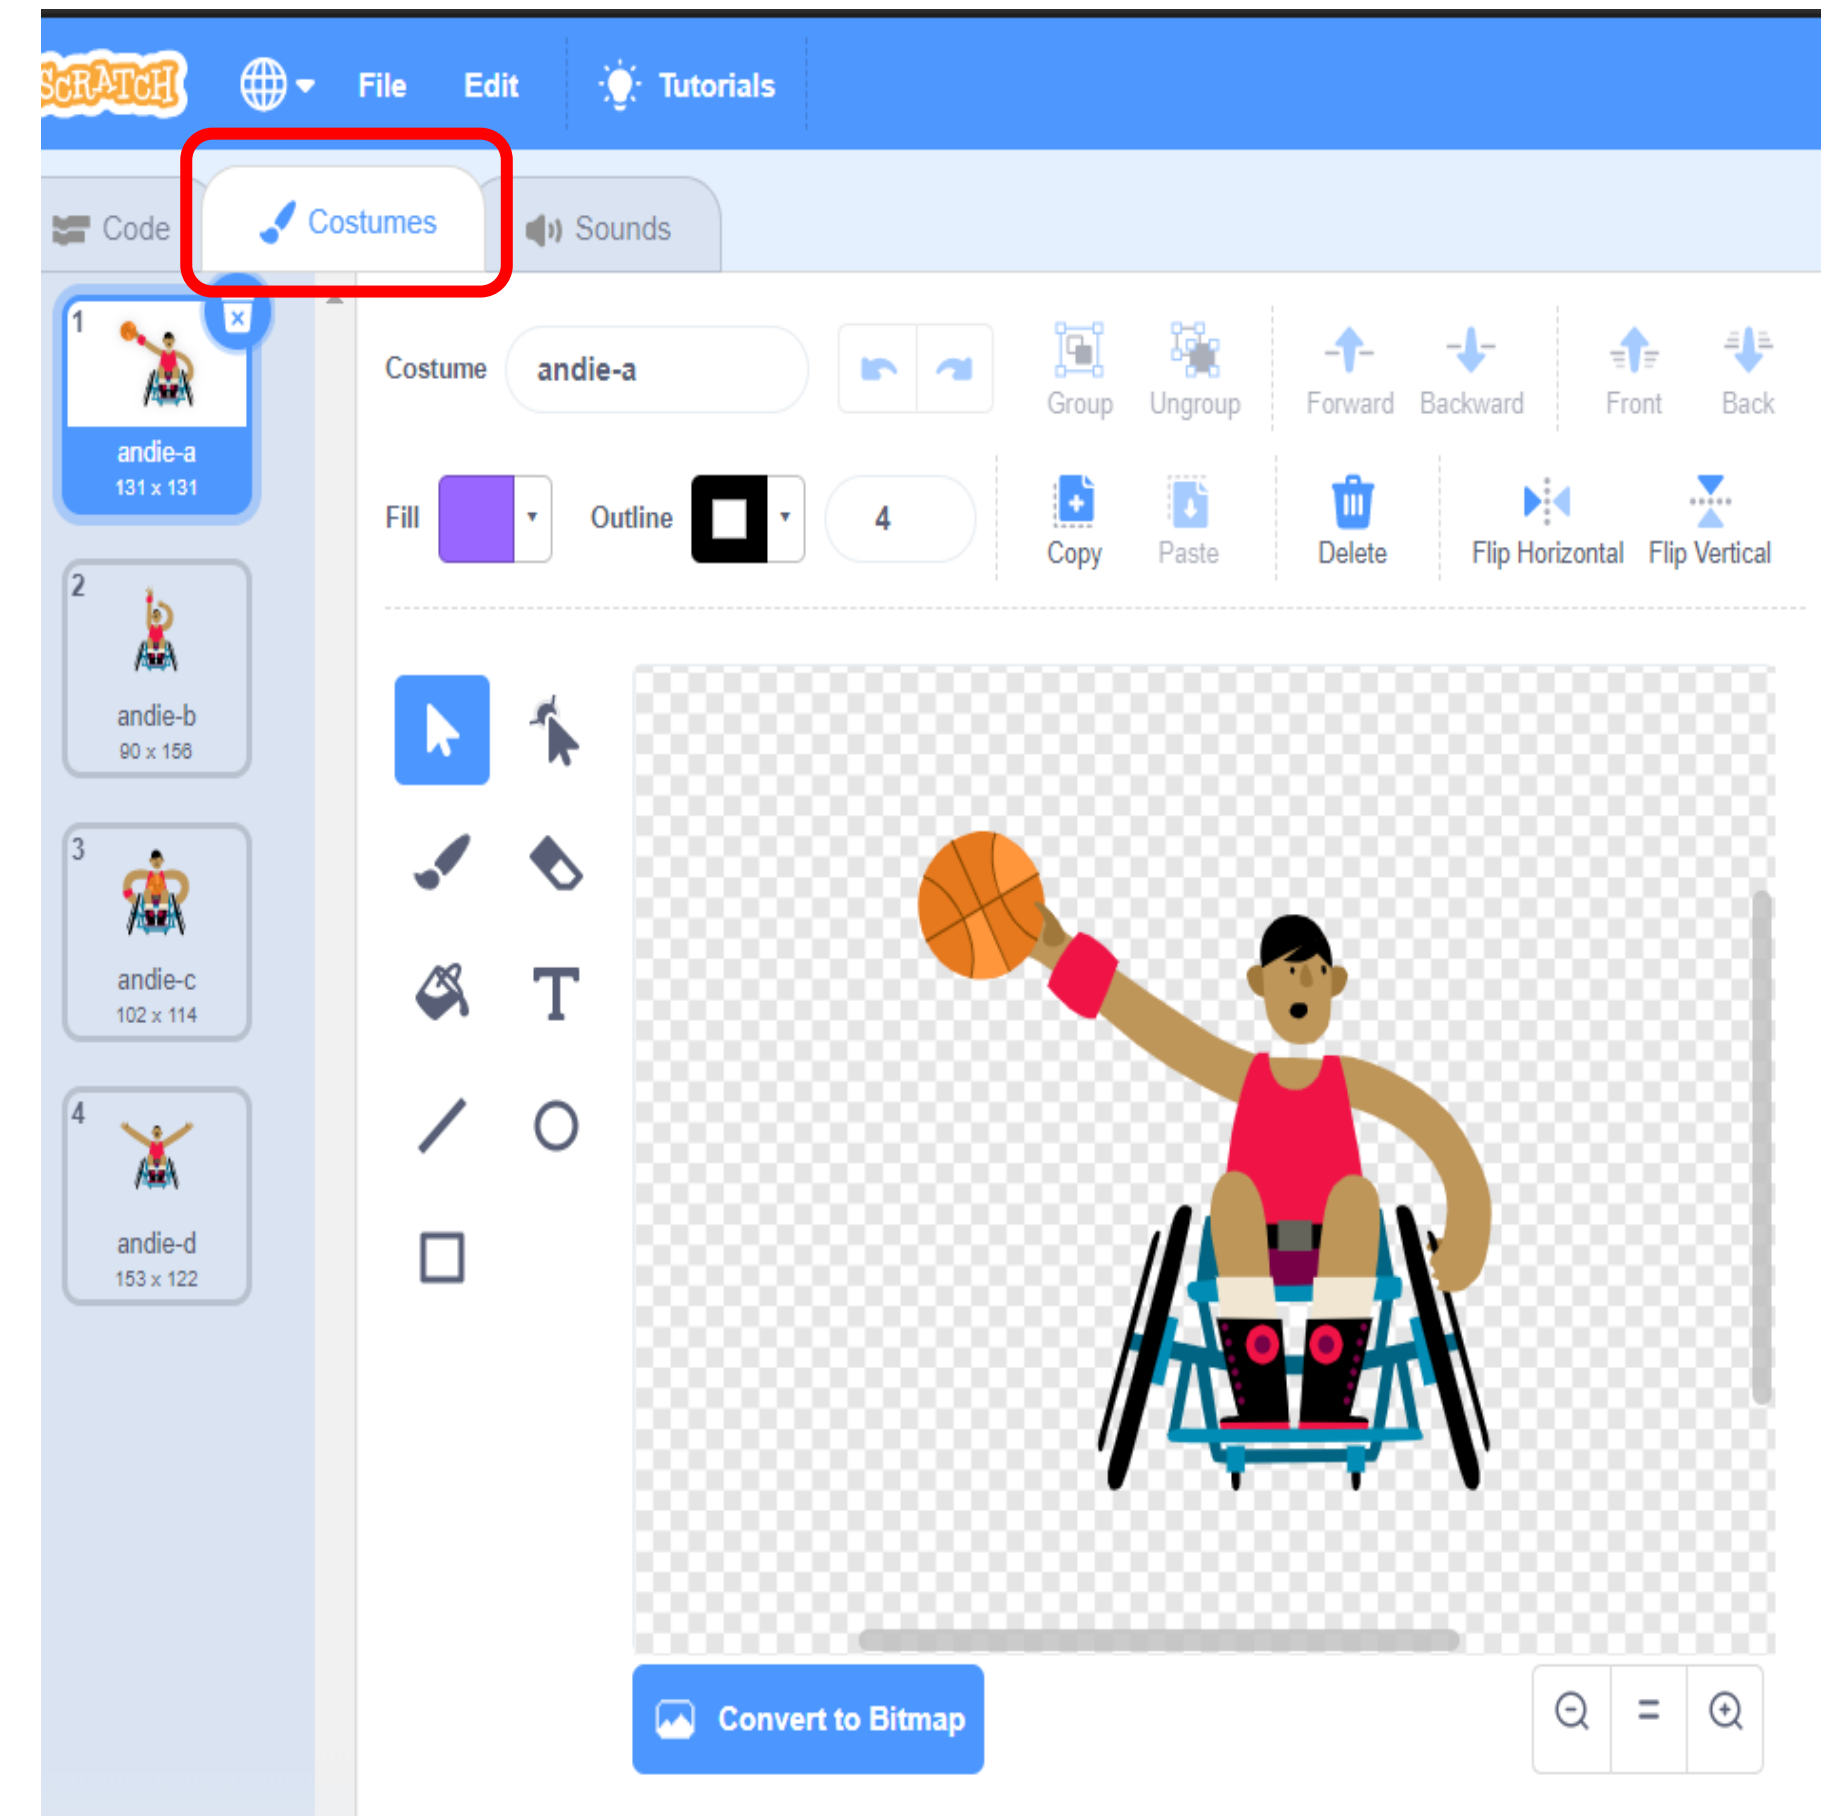 SCRATCH File Edit Tutorials
Code Costumes Sounds
1
andie-a
131 x 131
2
andie-b
90 x 156
3
andie-c
102 x 114
4
andie-d
153 x 122
Costume andie-a Group Ungroup Forward Backward Front Back
Fill Outline 4 Copy Paste Delete Flip Horizontal Flip Vertical
T
Convert to Bitmap